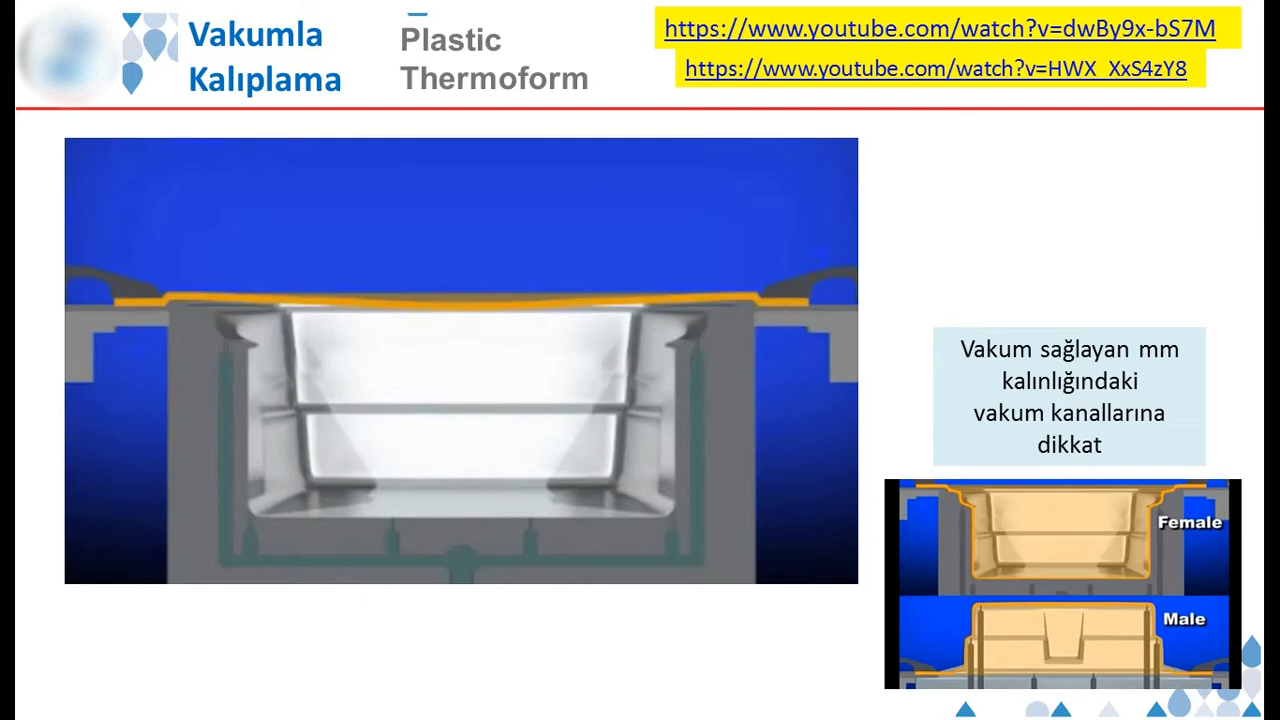 Vakumla
Kalıplama
Plastic
Thermoform
https://www.youtube.com/watch?v=dwBy9x-bS7M
https://www.youtube.com/watch?v=HWX_XxS4zY8
Vakum sağlayan mm
kalınlığındaki
vakum kanallarına
dikkat
Female
Male